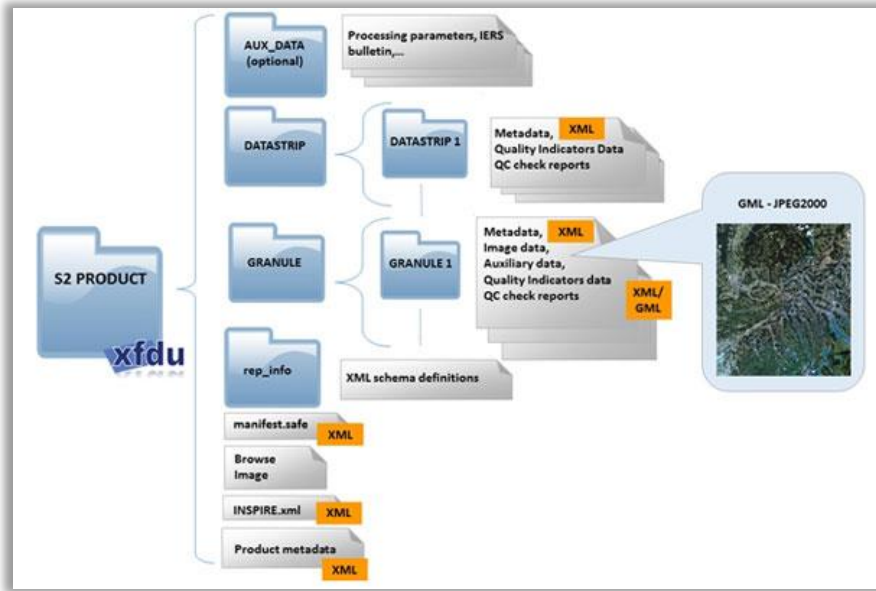 AUX_DATA
(optional)
Processing parameters, IERS
bulletin,...
DATASTRIP
DATASTRIP 1
Metadata, XML
Quality Indicators Data
QC check reports
GML - JPEG2000
S2 PRODUCT
xfdu
GRANULE
GRANULE 1
Metadata, XML
Image data,
Auxiliary data,
Quality Indicators data
QC check reports
XML/
GML
rep_info
XML schema definitions
manifest.safe
XML
Browse
Image
INSPIRE.xml XML
Product metadata
XML